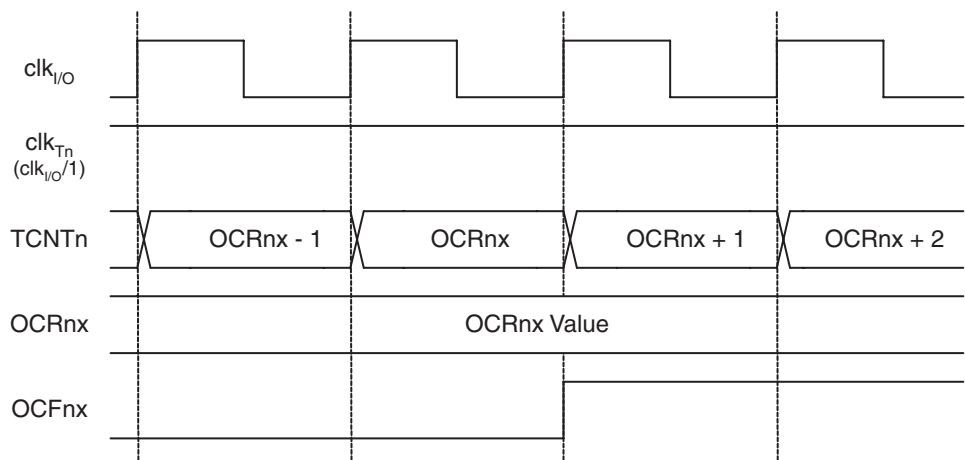 clkI/O
clkTn
(clkI/O/1)
TCNTn
OCRnx - 1
OCRnx
OCRnx + 1
OCRnx + 2
OCRnx
OCRnx Value
OCFnx